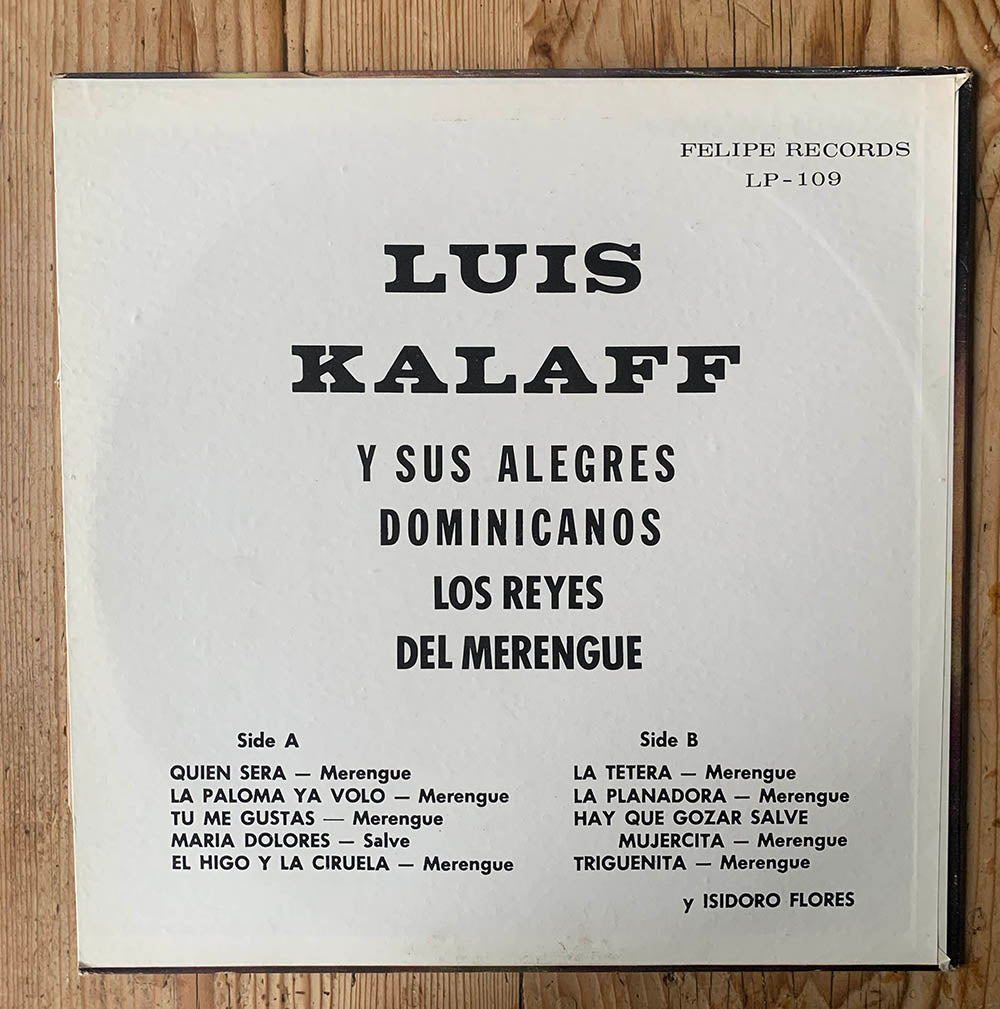 FELIPE RECORDS
LP-109
LUIS
KALAFF
Y SUS ALEGRES
DOMINICANOS
LOS REYES
DEL MERENGUE
Side A
QUIEN SERA — Merengue
LA PALOMA YA VOLO — Merengue
TU ME GUSTAS — Merengue
MARIA DOLORES — Salve
EL HIGO Y LA CIRUELA — Merengue
Side B
LA TETERA — Merengue
LA PLANADORA — Merengue
HAY QUE GOZAR SALVE
MUJERCITA — Merengue
TRIGUENITA — Merengue
y ISIDORO FLORES